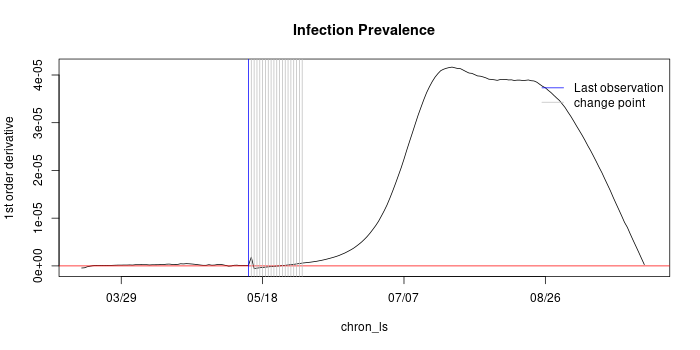 Infection Prevalence
1st order derivative
4e-05
3e-05
2e-05
1e-05
0e+00
Last observation
change point
03/29 05/18 07/07 08/26
chron_ls